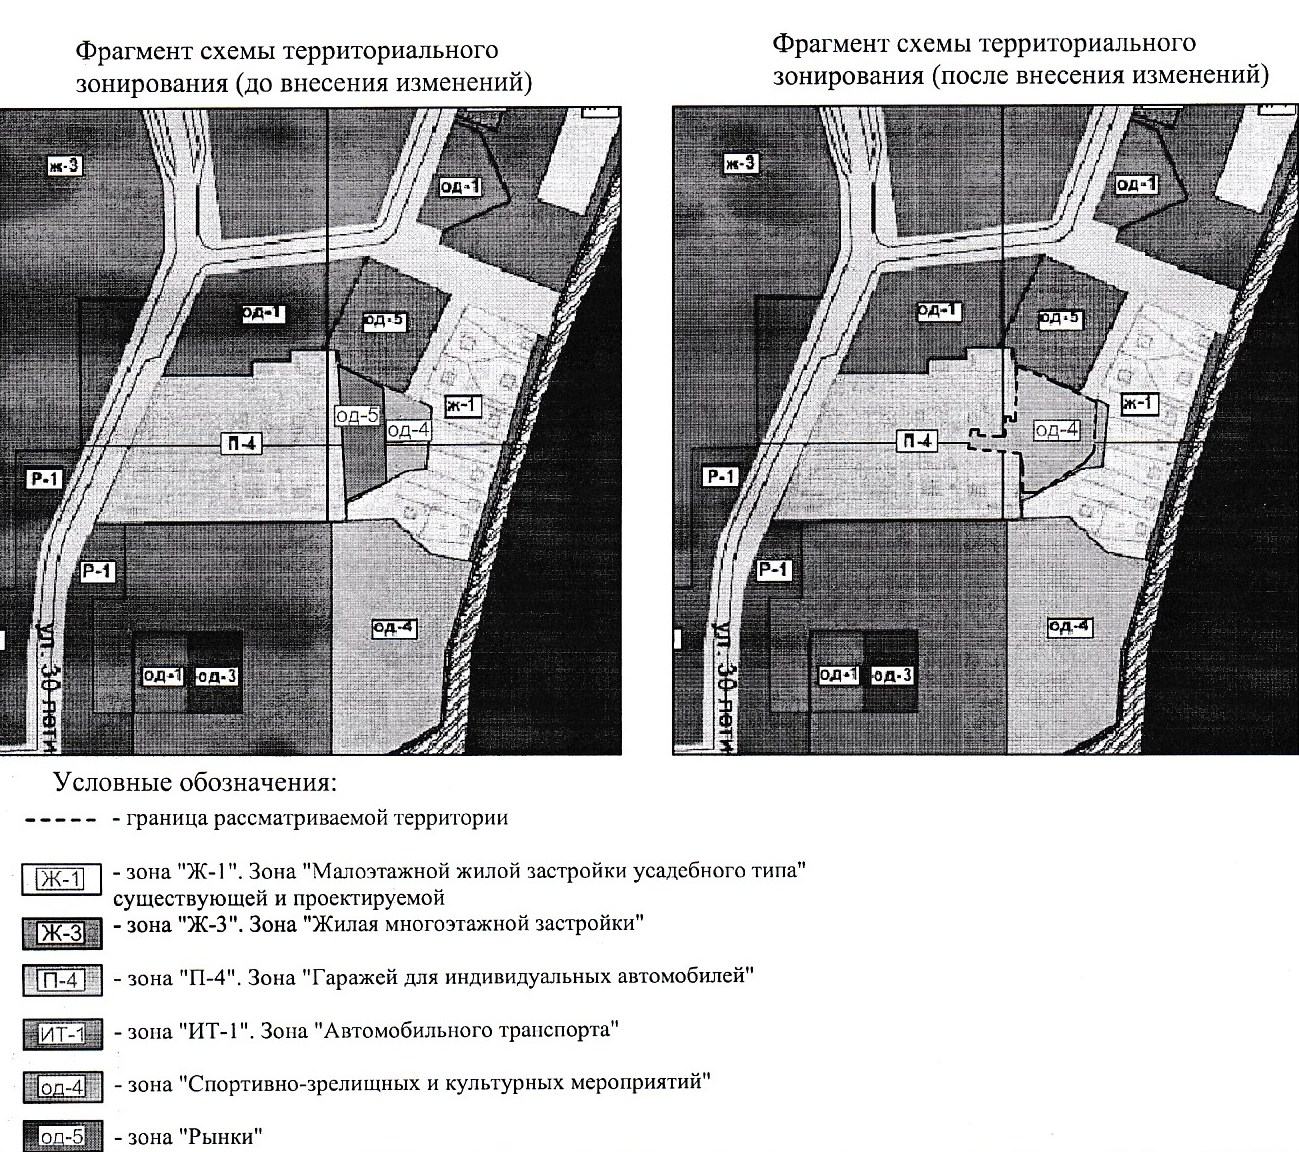 Фрагмент схемы территориального
зонирования (до внесения изменений)
Фрагмент схемы территориального
зонирования (после внесения изменений)
ж-3
од-1
од-1
од-5
од-5
од-4
ж-1
П-4
Р-1
Р-1
од-4
од-1
од-3
ул. 30 лети
ж-3
од-1
од-1
од-5
ж-1
од-4
П-4
Р-1
Р-1
од-4
од-1
од-3
ул. 30 лети
Условные обозначения:
- граница рассматриваемой территории
Ж-1 - зона "Ж-1". Зона "Малоэтажной жилой застройки усадебного типа"
существующей и проектируемой
Ж-3 - зона "Ж-3". Зона "Жилая многоэтажной застройки"
П-4 - зона "П-4". Зона "Гаражей для индивидуальных автомобилей"
ИТ-1 - зона "ИТ-1". Зона "Автомобильного транспорта"
од-4 - зона "Спортивно-зрелищных и культурных мероприятий"
од-5 - зона "Рынки"